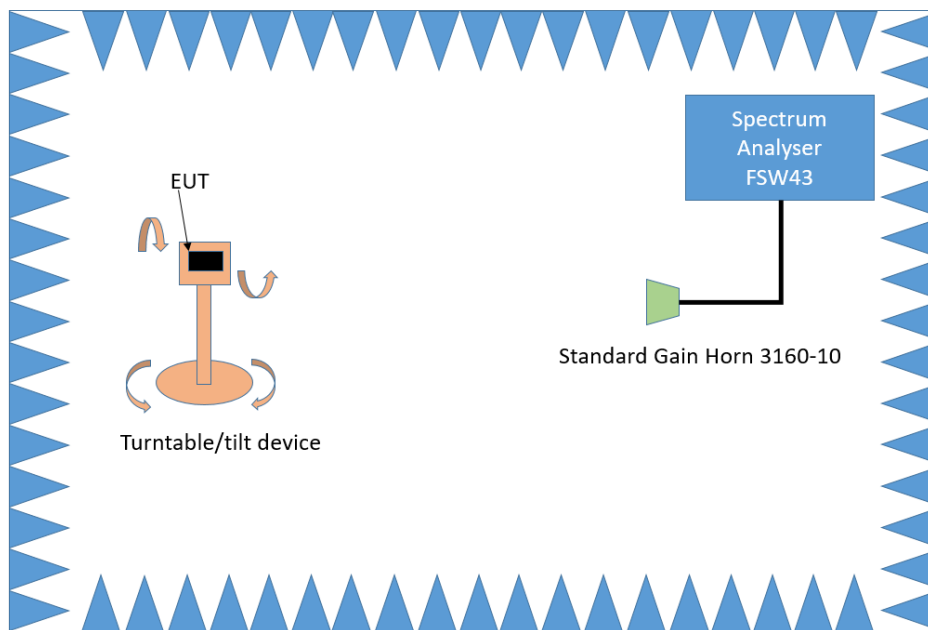 Spectrum
Analyser
FSW43
EUT
Standard Gain Horn 3160-10
Turntable/tilt device